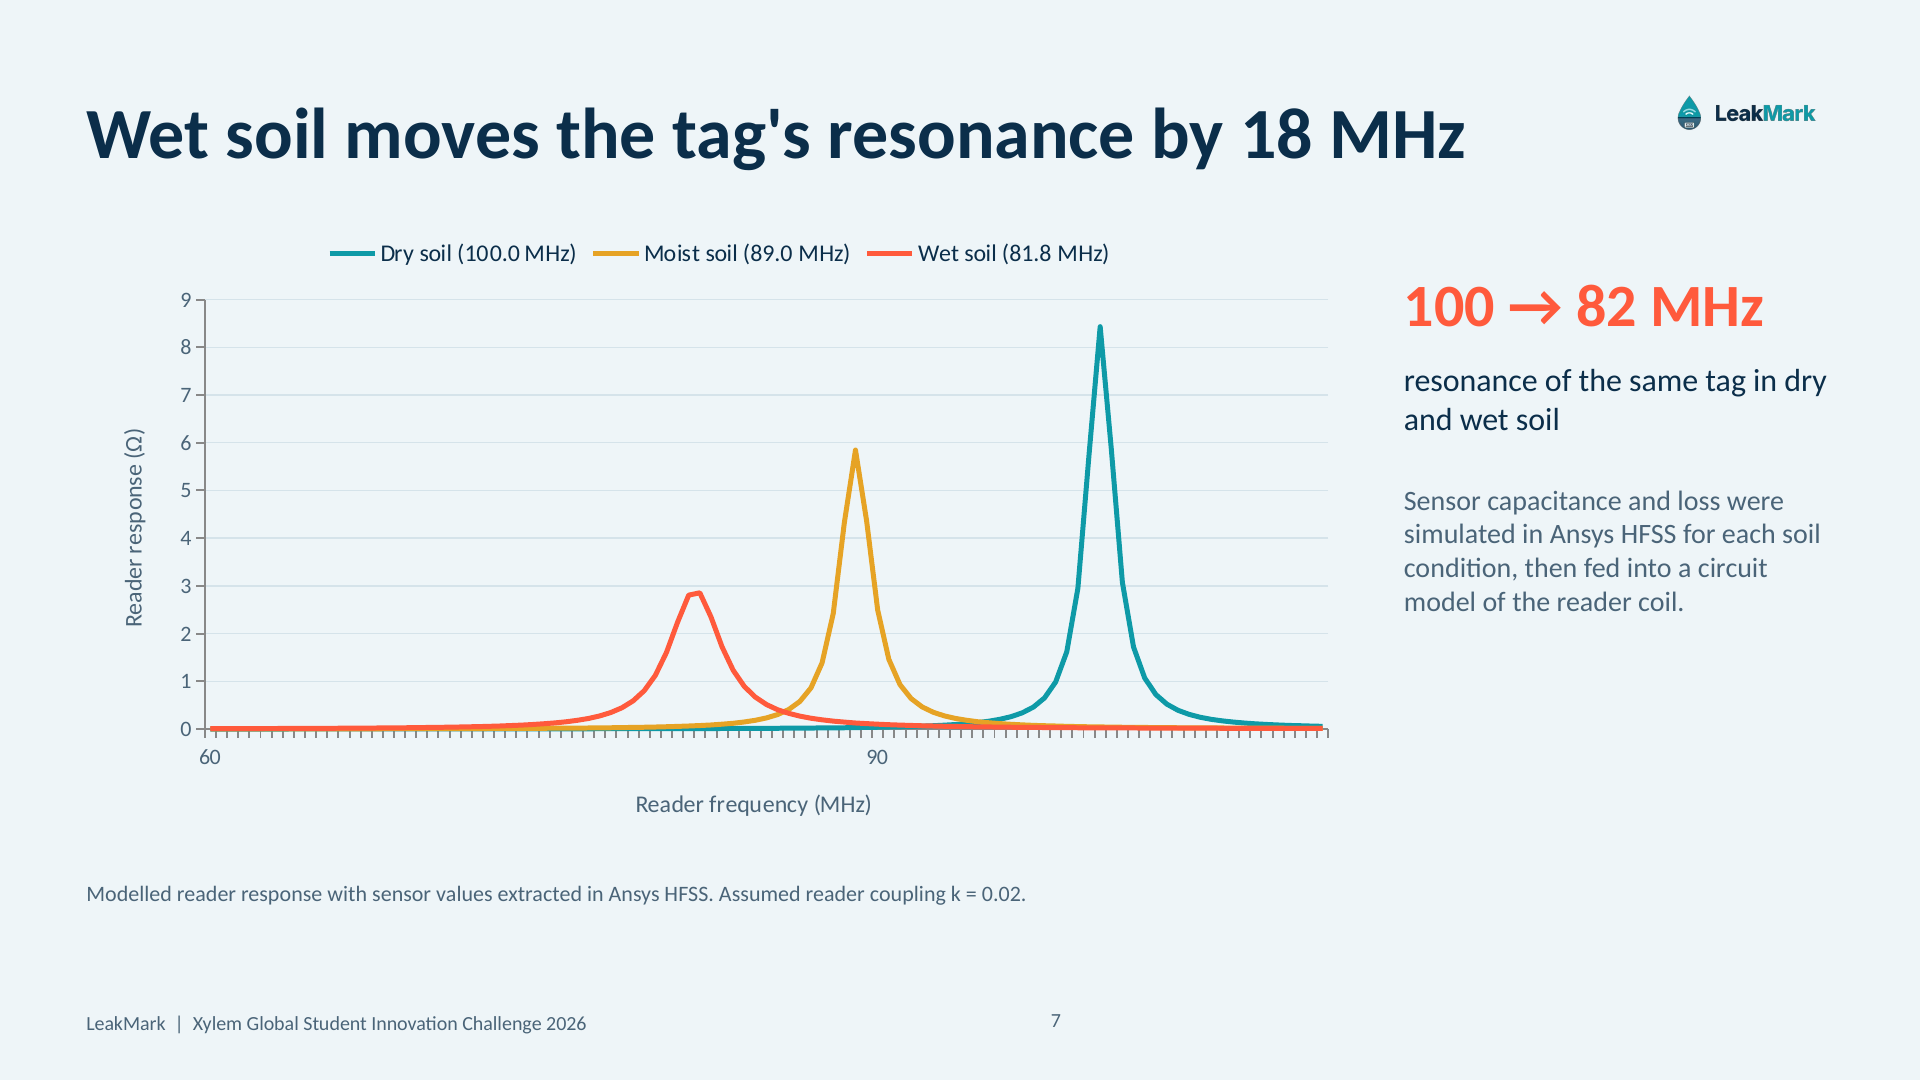 Wet soil moves the tag's resonance by 18 MHz
LeakMark
Dry soil (100.0 MHz) Moist soil (89.0 MHz) Wet soil (81.8 MHz)
9
8
7
6
5
4
3
2
1
0
Reader response (Ω)
60 90
Reader frequency (MHz)
100 → 82 MHz
resonance of the same tag in dry
and wet soil
Sensor capacitance and loss were
simulated in Ansys HFSS for each soil
condition, then fed into a circuit
model of the reader coil.
Modelled reader response with sensor values extracted in Ansys HFSS. Assumed reader coupling k = 0.02.
LeakMark | Xylem Global Student Innovation Challenge 2026
7